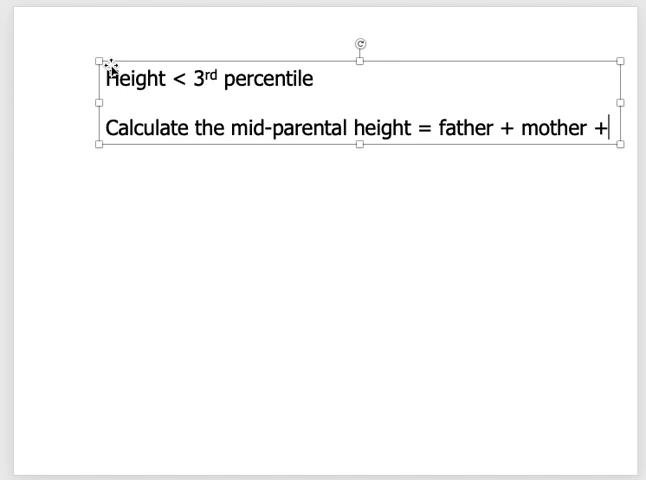 Height < 3rd percentile
Calculate the mid-parental height = father + mother +